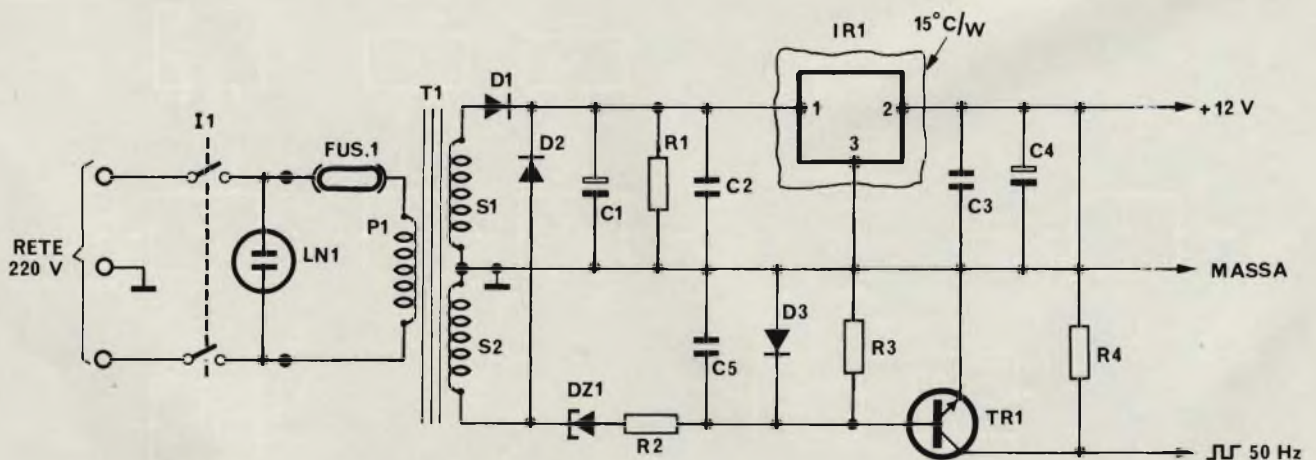 IR1
15°C/W
D1
T1
I1
FUS.1
D2
R1
1
2
3
+12 V
C4
C1
C2
C3
S1
P1
RETE
220 V
LN1
MASSA
S2
D3
C5
R3
R4
DZ1
R2
TR1
50 Hz